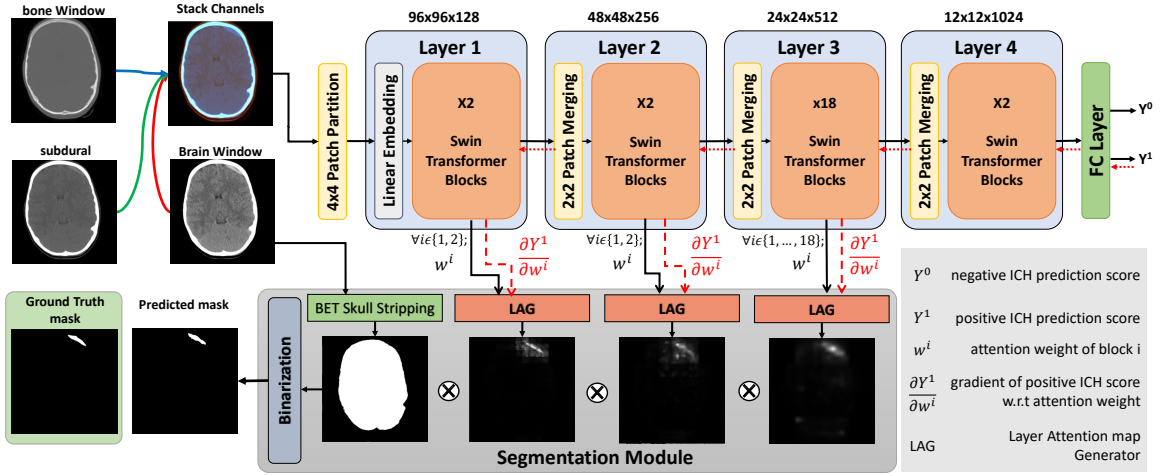 bone Window
Stack Channels
subdural
Brain Window
4x4 Patch Partition
96x96x128
Layer 1
Linear Embedding
X2
Swin
Transformer
Blocks
48x48x256
Layer 2
2x2 Patch Merging
X2
Swin
Transformer
Blocks
24x24x512
Layer 3
2x2 Patch Merging
x18
Swin
Transformer
Blocks
12x12x1024
Layer 4
2x2 Patch Merging
X2
Swin
Transformer
Blocks
FC Layer
Y⁰
Y¹
∀iϵ{1, 2};
wⁱ
∂Y¹
∂wⁱ
∀iϵ{1, 2};
wⁱ
∂Y¹
∂wⁱ
∀iϵ{1, ... , 18};
wⁱ
∂Y¹
∂wⁱ
Ground Truth
mask
Predicted mask
Binarization
BET Skull Stripping
LAG
LAG
LAG
Segmentation Module
Y⁰ negative ICH prediction score
Y¹ positive ICH prediction score
wⁱ attention weight of block i
∂Y¹ gradient of positive ICH score
∂wⁱ w.r.t attention weight
LAG Layer Attention map
Generator